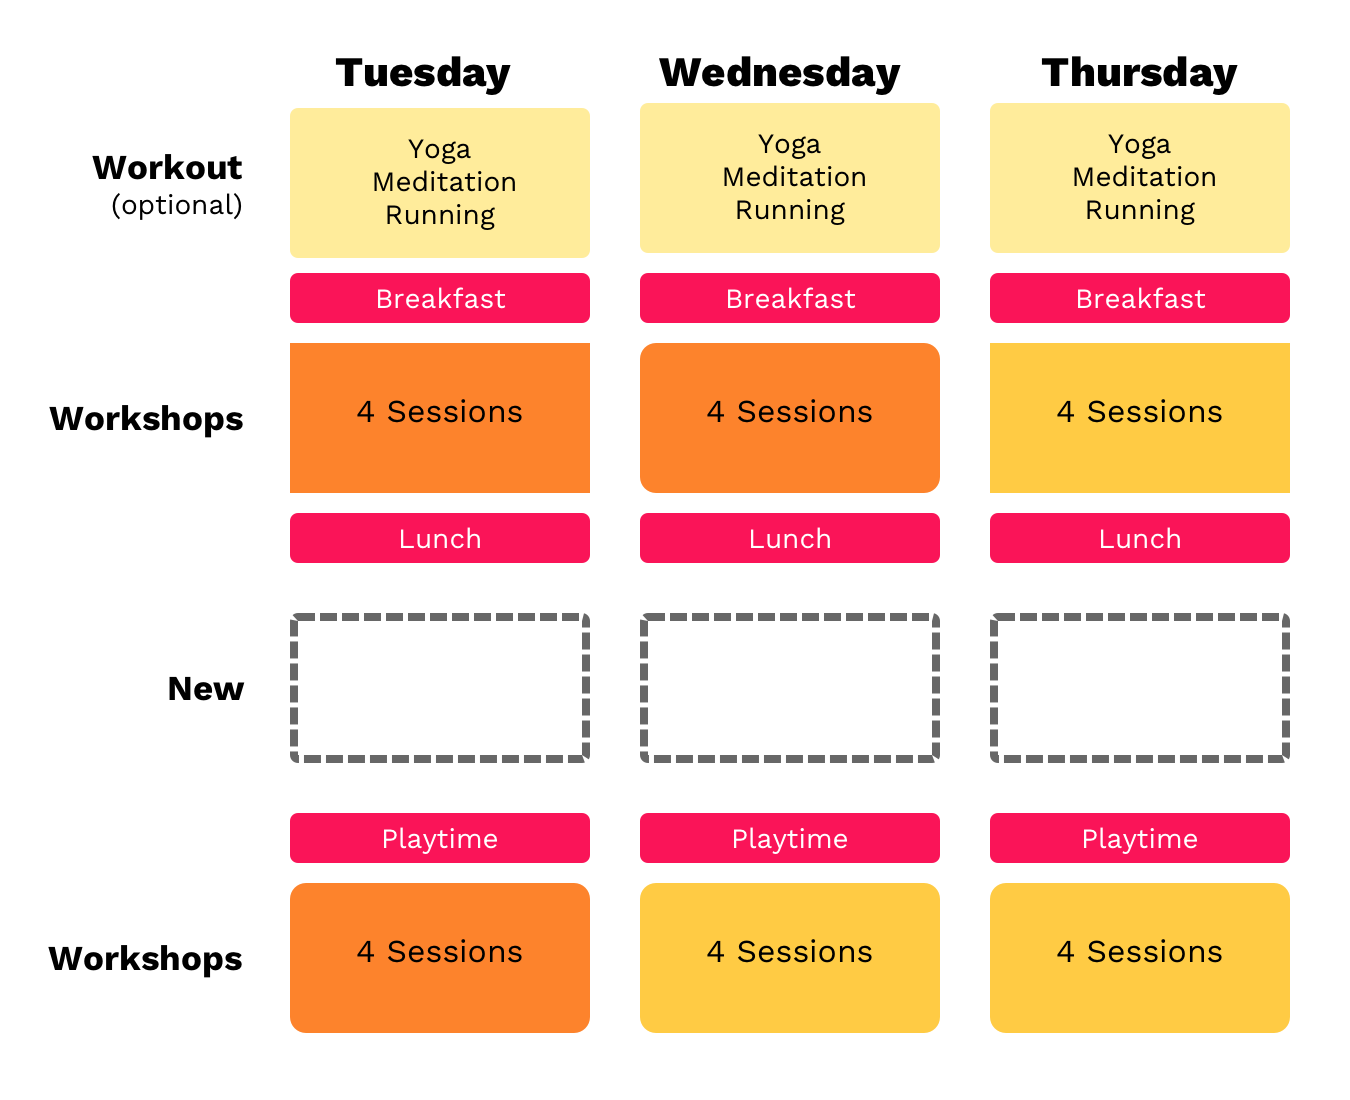 Tuesday
Wednesday
Thursday
Workout
(optional)
Yoga
Meditation
Running
Yoga
Meditation
Running
Yoga
Meditation
Running
Breakfast
Breakfast
Breakfast
Workshops
4 Sessions
4 Sessions
4 Sessions
Lunch
Lunch
Lunch
New
Playtime
Playtime
Playtime
Workshops
4 Sessions
4 Sessions
4 Sessions